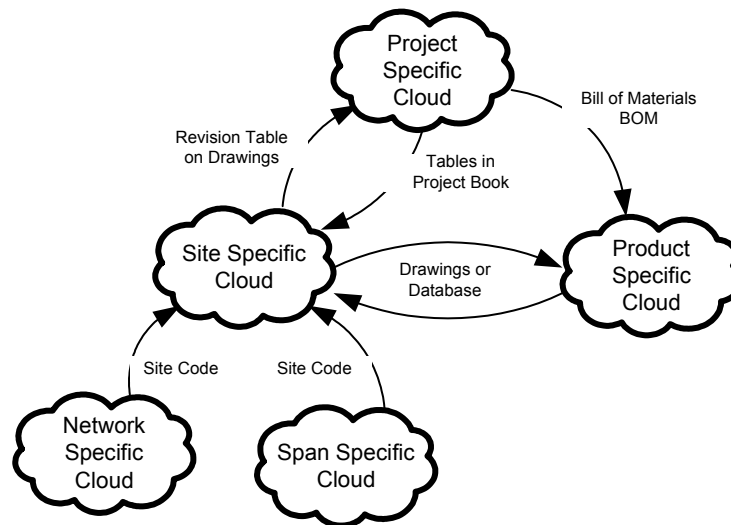 Project
Specific
Cloud
Bill of Materials
BOM
Revision Table
on Drawings
Tables in
Project Book
Site Specific
Cloud
Drawings or
Database
Product
Specific
Cloud
Site Code
Site Code
Network
Specific
Cloud
Span Specific
Cloud